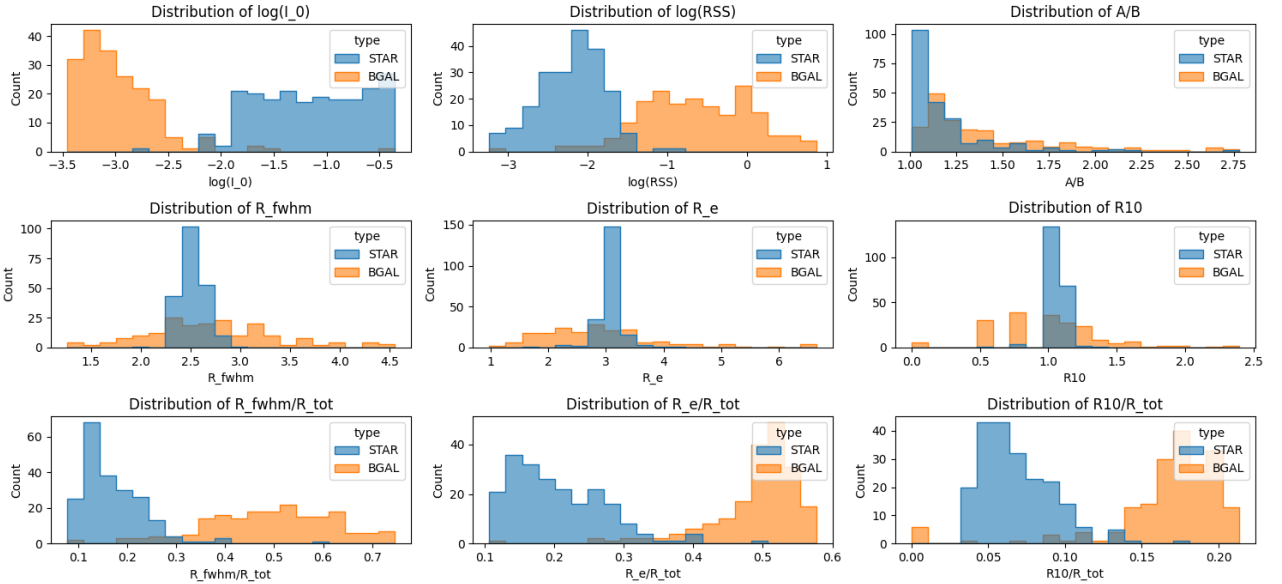 Distribution of log(I_0)
Count
40
30
20
10
0
type
STAR
BGAL
−3.5 −3.0 −2.5 −2.0 −1.5 −1.0 −0.5
log(I_0)
Distribution of log(RSS)
Count
40
30
20
10
0
type
STAR
BGAL
−3 −2 −1 0 1
log(RSS)
Distribution of A/B
Count
100
75
50
25
0
type
STAR
BGAL
1.00 1.25 1.50 1.75 2.00 2.25 2.50 2.75
A/B
Distribution of R_fwhm
Count
100
75
50
25
0
type
STAR
BGAL
1.5 2.0 2.5 3.0 3.5 4.0 4.5
R_fwhm
Distribution of R_e
Count
150
100
50
0
type
STAR
BGAL
1 2 3 4 5 6
R_e
Distribution of R10
Count
100
50
0
type
STAR
BGAL
0.0 0.5 1.0 1.5 2.0 2.5
R10
Distribution of R_fwhm/R_tot
Count
60
40
20
0
type
STAR
BGAL
0.1 0.2 0.3 0.4 0.5 0.6 0.7
R_fwhm/R_tot
Distribution of R_e/R_tot
Count
40
20
0
type
STAR
BGAL
0.1 0.2 0.3 0.4 0.5 0.6
R_e/R_tot
Distribution of R10/R_tot
Count
40
30
20
10
0
type
STAR
BGAL
0.00 0.05 0.10 0.15 0.20
R10/R_tot